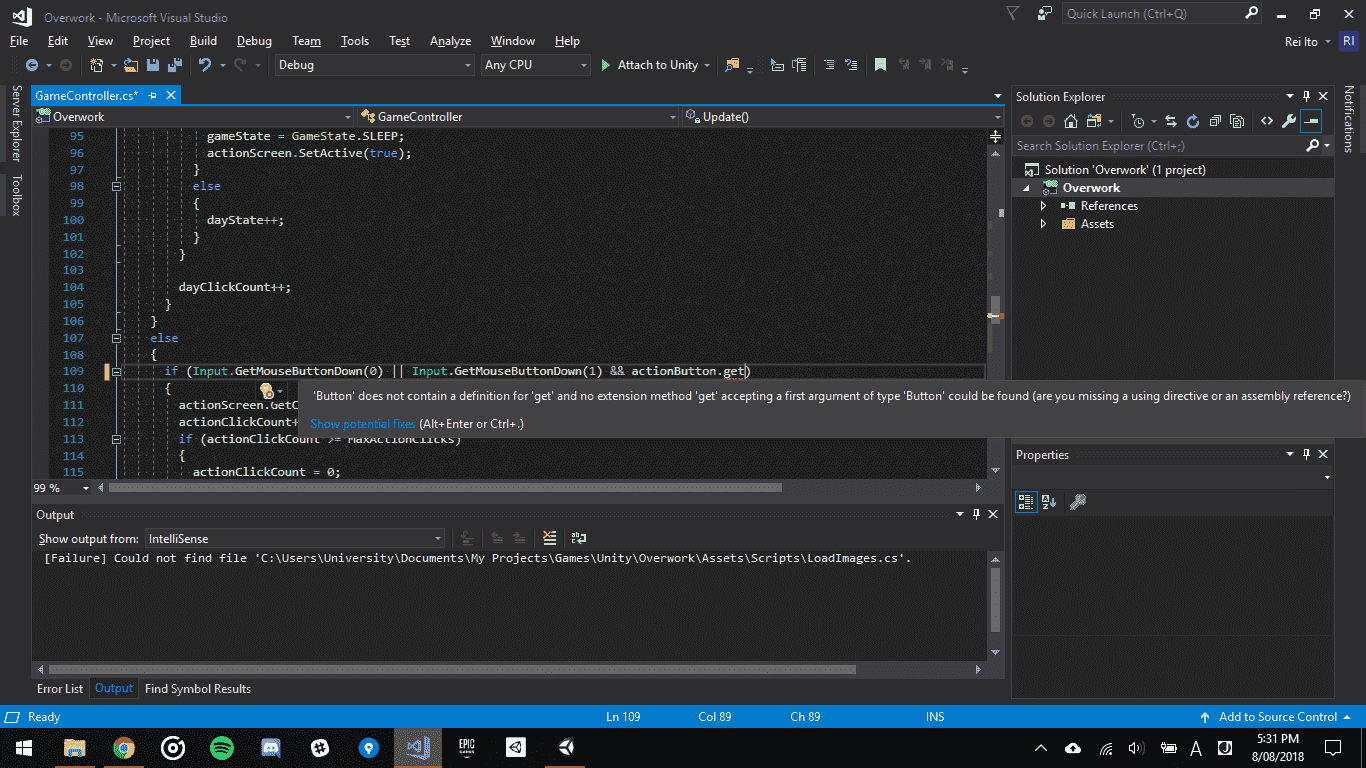 Overwork - Microsoft Visual Studio
Quick Launch (Ctrl+Q)
File Edit View Project Build Debug Team Tools Test Analyze Window Help
Rei Ito RI
Debug Any CPU Attach to Unity
Server Explorer
Toolbox
GameController.cs*
Overwork GameController Update()
95 gameState = GameState.SLEEP;
96 actionScreen.SetActive(true);
97 }
98 else
99 {
100 dayState++;
101 }
102 }
103
104 dayClickCount++;
105 }
106 }
107 else
108 {
109 if (Input.GetMouseButtonDown(0) || Input.GetMouseButtonDown(1) && actionButton.get)
110 {
111 actionScreen.GetC
112 actionClickCount+
113 if (actionClickCount >= MaxActionClicks)
114 {
115 actionClickCount = 0;
'Button' does not contain a definition for 'get' and no extension method 'get' accepting a first argument of type 'Button' could be found (are you missing a using directive or an assembly reference?)
Show potential fixes (Alt+Enter or Ctrl+.)
99 %
Output
Show output from: IntelliSense
[Failure] Could not find file 'C:\Users\University\Documents\My Projects\Games\Unity\Overwork\Assets\Scripts\LoadImages.cs'.
Error List Output Find Symbol Results
Solution Explorer
Search Solution Explorer (Ctrl+;)
Solution 'Overwork' (1 project)
Overwork
References
Assets
Properties
Notifications
Ready Ln 109 Col 89 Ch 89 INS Add to Source Control
EPIC GAMES
A J
5:31 PM
8/08/2018